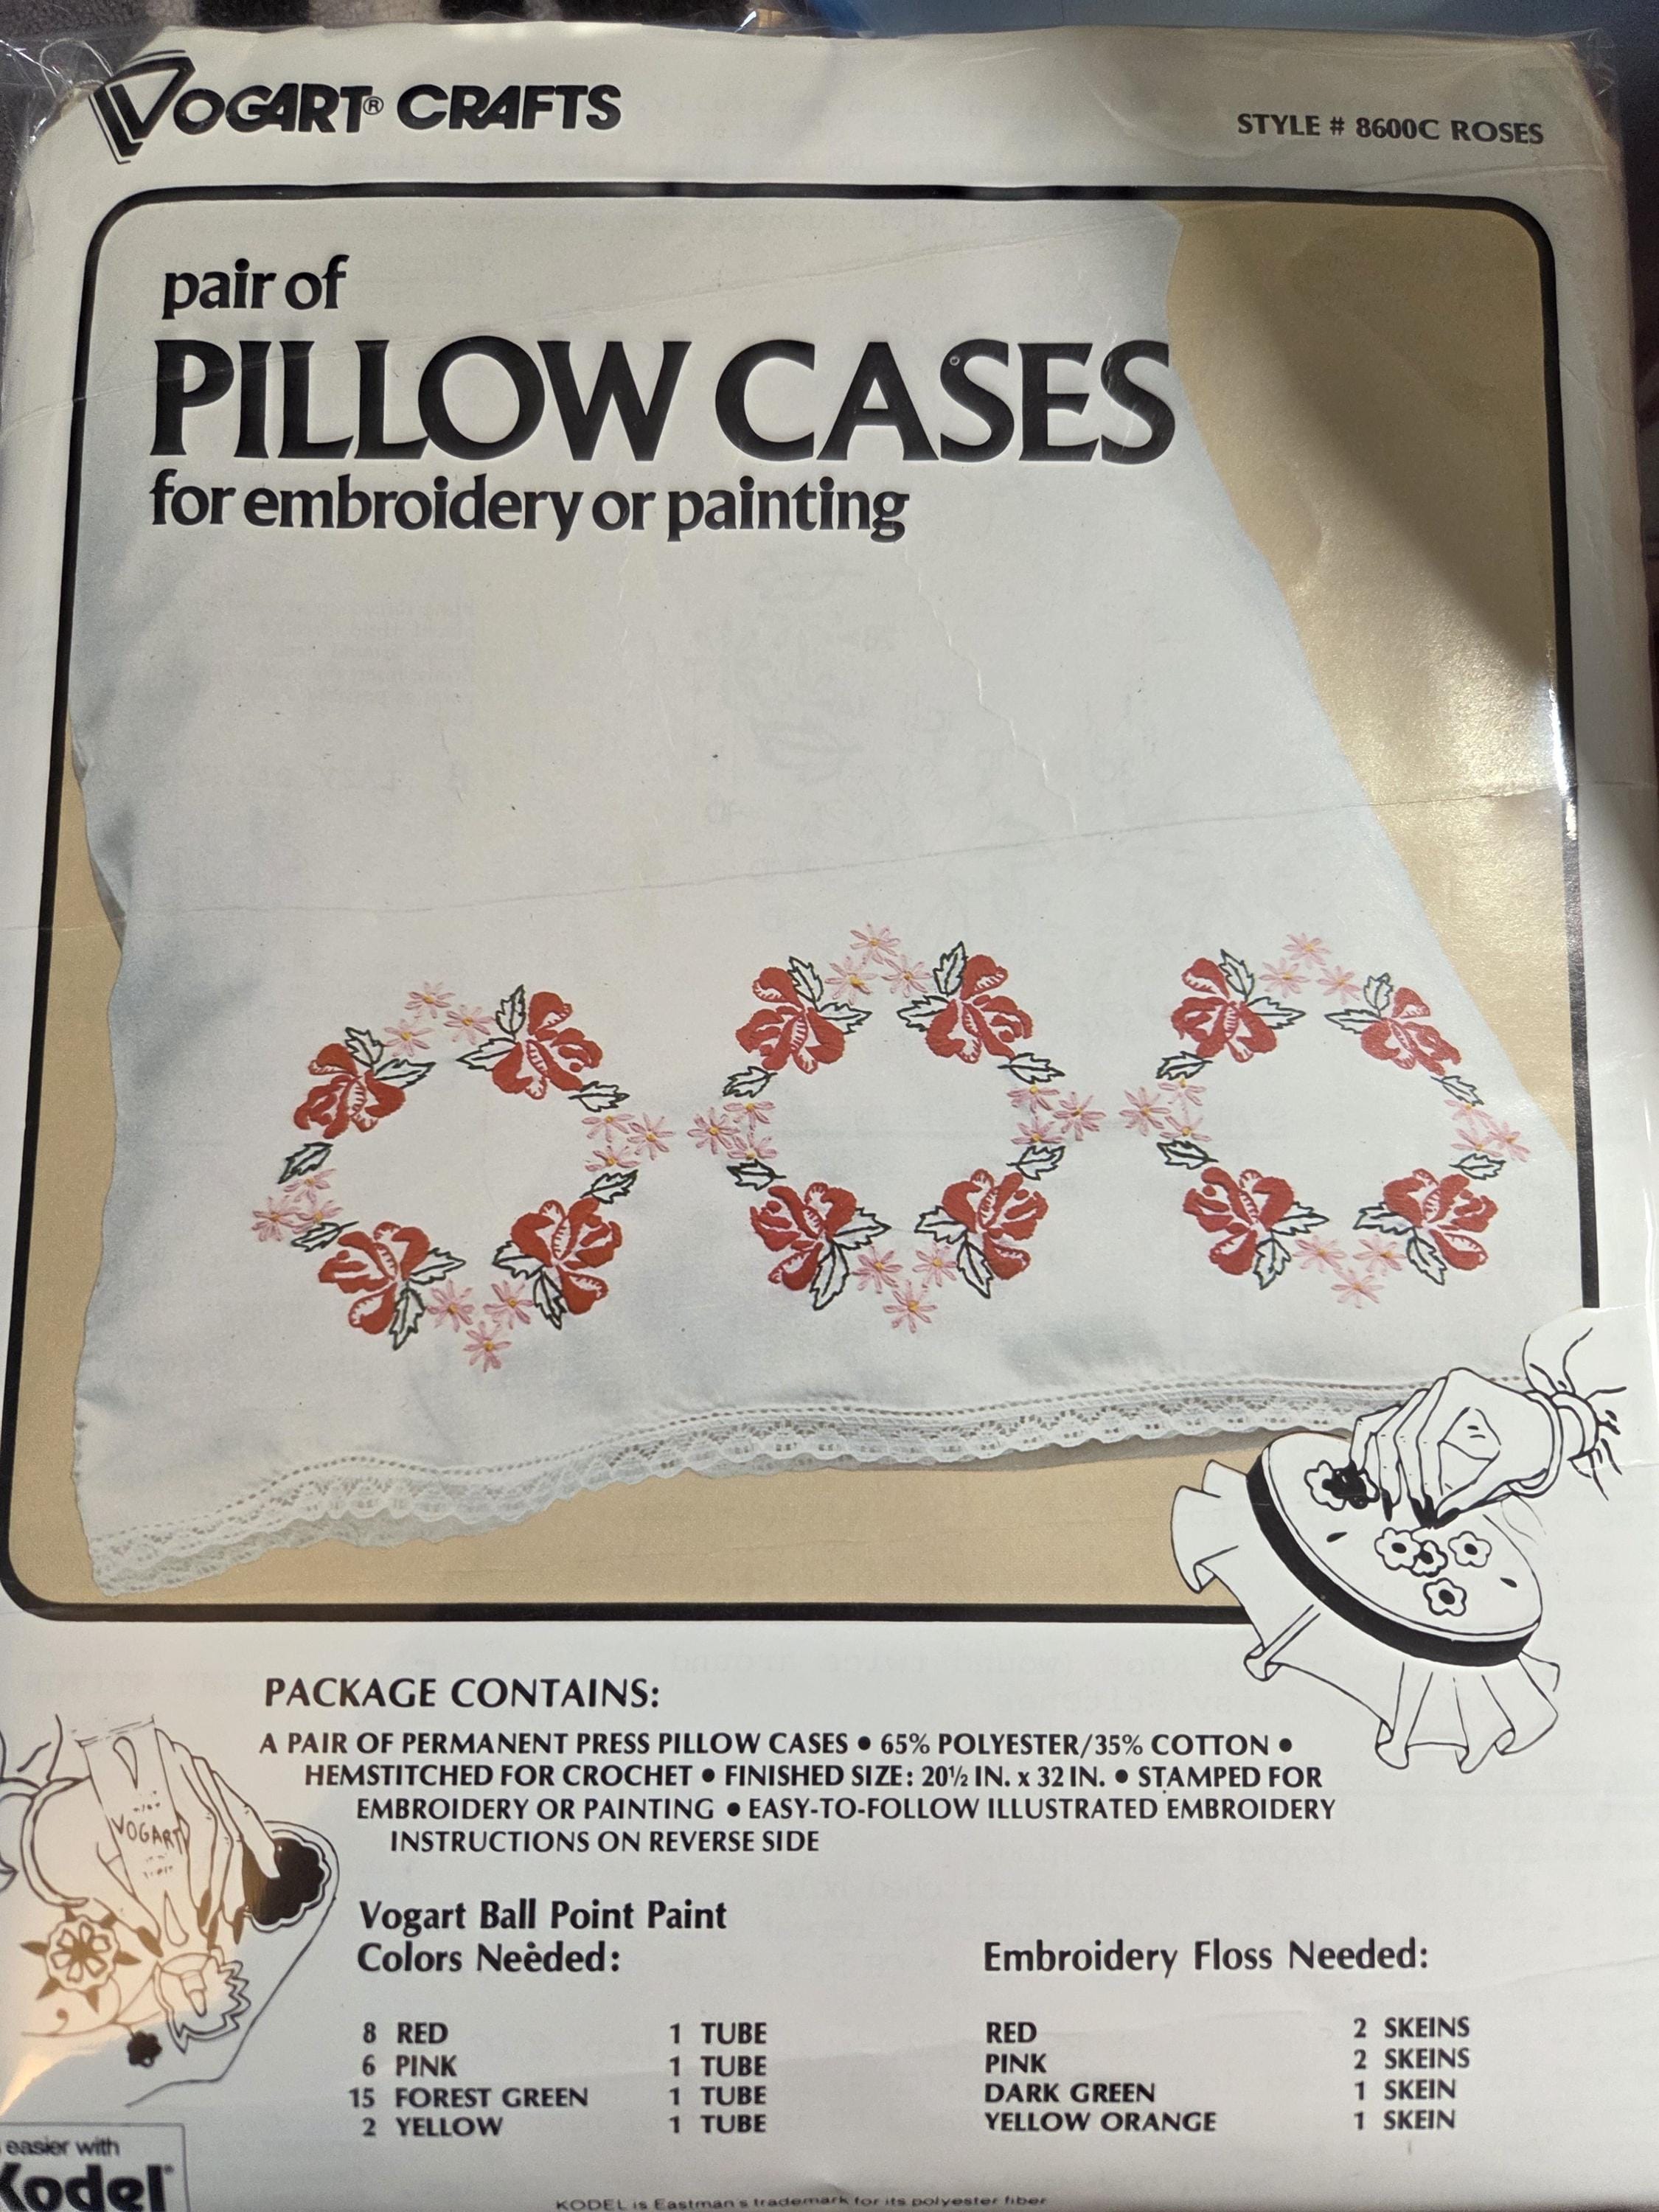 VOGART® CRAFTS
STYLE # 8600C ROSES
pair of
PILLOW CASES
for embroidery or painting
PACKAGE CONTAINS:
A PAIR OF PERMANENT PRESS PILLOW CASES • 65% POLYESTER/35% COTTON •
HEMSTITCHED FOR CROCHET • FINISHED SIZE: 20½ IN. x 32 IN. • STAMPED FOR
EMBROIDERY OR PAINTING • EASY-TO-FOLLOW ILLUSTRATED EMBROIDERY
INSTRUCTIONS ON REVERSE SIDE
VOGART
Vogart Ball Point Paint
Colors Needed:
8 RED 1 TUBE
6 PINK 1 TUBE
15 FOREST GREEN 1 TUBE
2 YELLOW 1 TUBE
Embroidery Floss Needed:
RED 2 SKEINS
PINK 2 SKEINS
DARK GREEN 1 SKEIN
YELLOW ORANGE 1 SKEIN
easier with
Kodel®
KODEL is Eastman's trademark for its polyester fiber